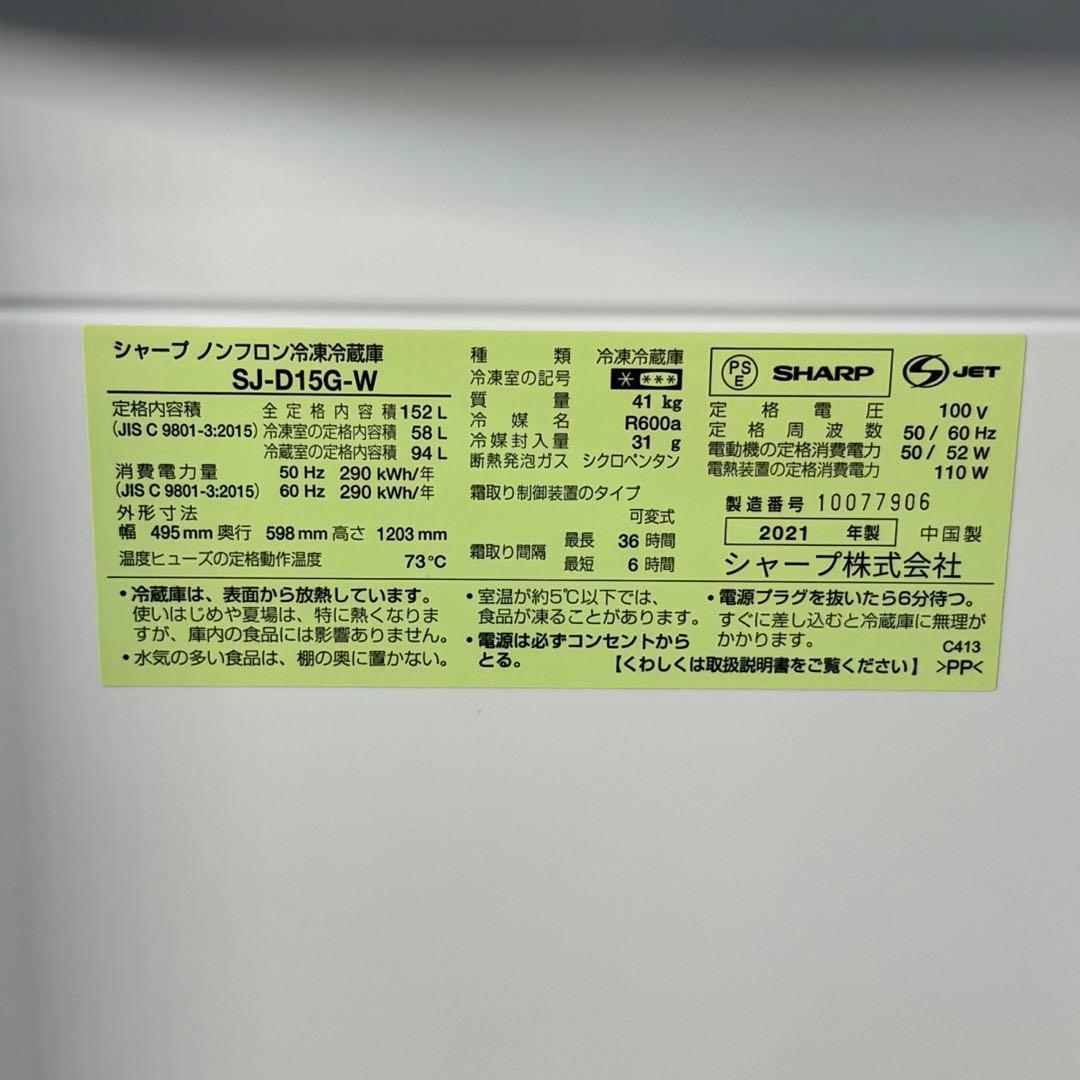 シャープ ノンフロン冷凍冷蔵庫
SJ-D15G-W
定格内容積 全定格内容積 152 L
(JIS C 9801-3:2015) 冷凍室の定格内容積 58 L
冷蔵室の定格内容積 94 L
消費電力量 50 Hz 290 kWh/年
(JIS C 9801-3:2015) 60 Hz 290 kWh/年
外形寸法
幅 495 mm 奥行 598 mm 高さ 1203 mm
温度ヒューズの定格動作温度 73℃
種類 冷凍冷蔵庫
冷凍室の記号 * ***
質量 41 kg
冷媒名 R600a
冷媒封入量 31 g
断熱発泡ガス シクロペンタン
霜取り制御装置のタイプ
可変式
霜取り間隔 最長 36 時間
最短 6 時間
PSE SHARP S JET
定格電圧 100 V
定格周波数 50 / 60 Hz
電動機の定格消費電力 50 / 52 W
電熱装置の定格消費電力 110 W
製造番号 10077906
2021 年製 中国製
シャープ株式会社
・冷蔵庫は、表面から放熱しています。
使いはじめや夏場は、特に熱くなりま
すが、庫内の食品には影響ありません。
・水気の多い食品は、棚の奥に置かない。
・室温が約5℃以下では、
食品が凍ることがあります。
・電源は必ずコンセントから
とる。
・電源プラグを抜いたら6分待つ。
すぐに差し込むと冷蔵庫に無理が
かかります。 C413
【くわしくは取扱説明書をご覧ください】 >PP<